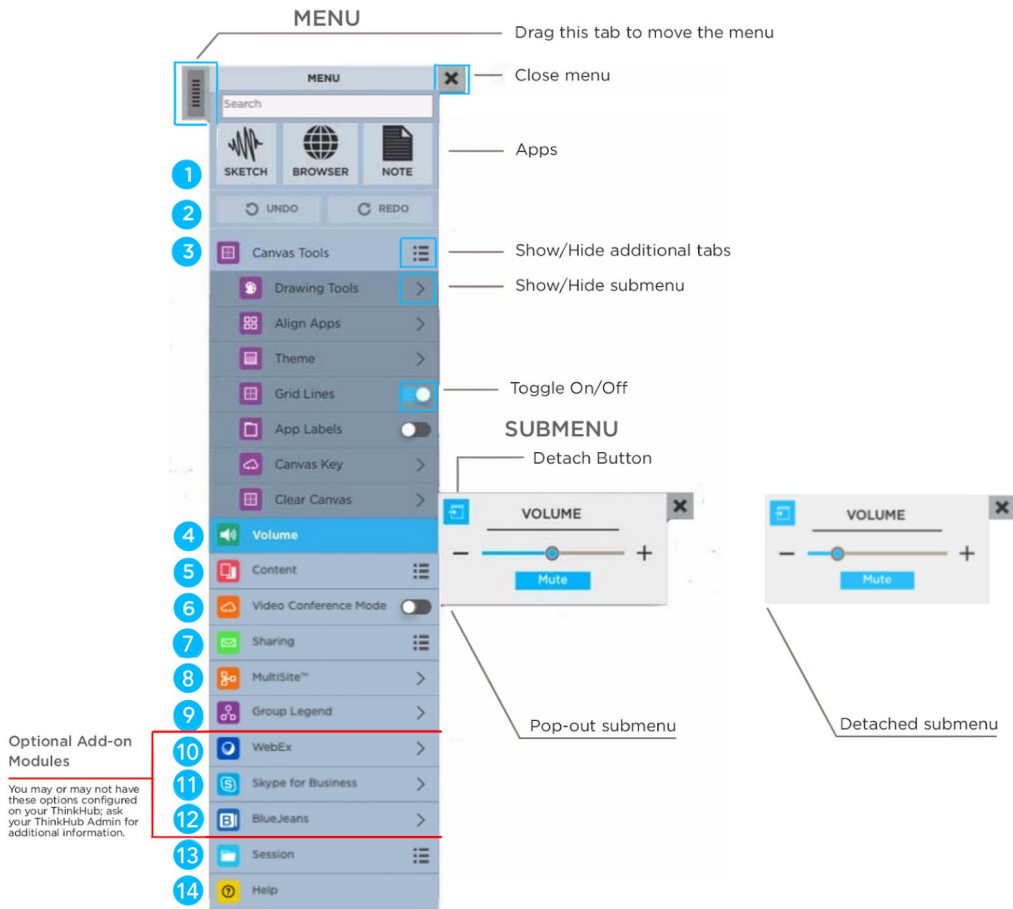 MENU
Drag this tab to move the menu
MENU
Close menu
Search
Apps
SKETCH
BROWSER
NOTE
1
UNDO
REDO
2
3
Canvas Tools
Show/Hide additional tabs
Drawing Tools
Show/Hide submenu
Align Apps
Theme
Grid Lines
Toggle On/Off
App Labels
SUBMENU
Detach Button
Canvas Key
Clear Canvas
VOLUME
Mute
VOLUME
Mute
4
Volume
5
Content
6
Video Conference Mode
7
Sharing
8
MultiSite™
9
Group Legend
Pop-out submenu
Detached submenu
Optional Add-on
Modules
You may or may not have
these options configured
on your ThinkHub; ask
your ThinkHub Admin for
additional information.
10
WebEx
11
S
Skype for Business
12
B
BlueJeans
13
Session
14
?
Help